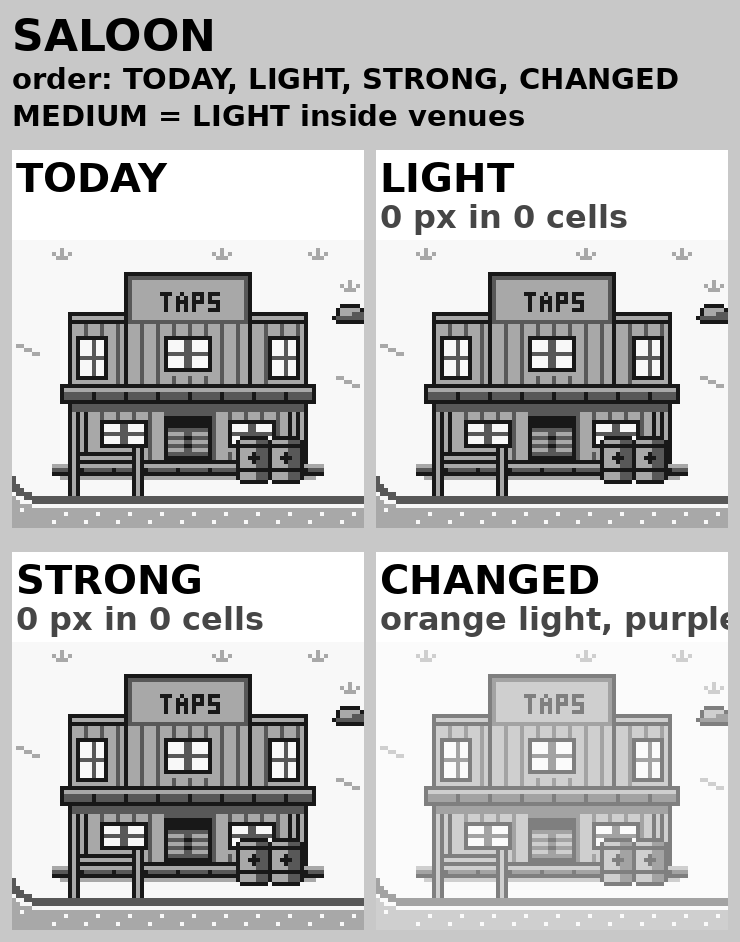 SALOON
order: TODAY, LIGHT, STRONG, CHANGED
MEDIUM = LIGHT inside venues
TODAY
LIGHT
0 px in 0 cells
TAPS
TAPS
STRONG
0 px in 0 cells
CHANGED
orange light, purple
TAPS
TAPS